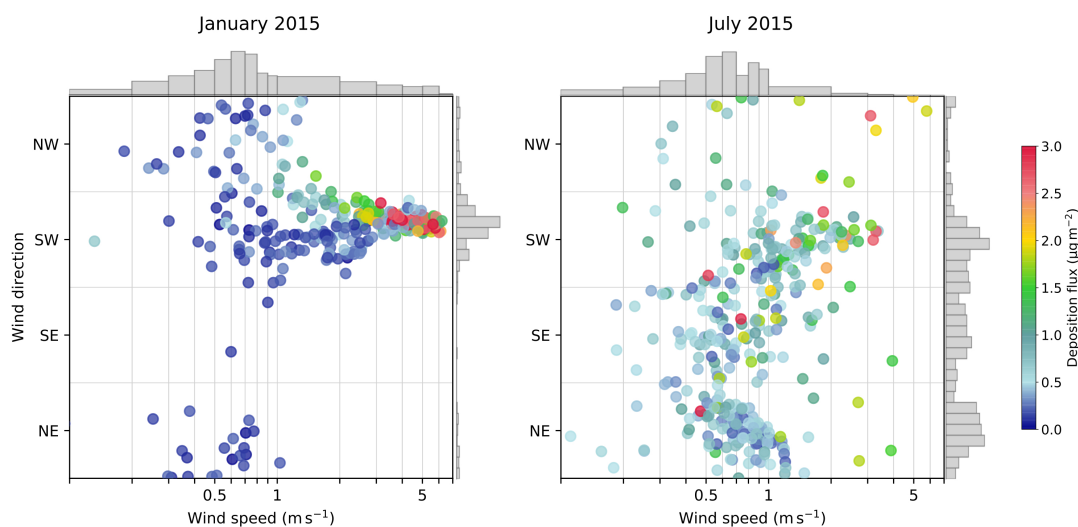 January 2015
July 2015
NW
SW
SE
NE
Wind direction
0.5
1
5
Wind speed (m s⁻¹)
NW
SW
SE
NE
0.5
1
5
Wind speed (m s⁻¹)
3.0
2.5
2.0
1.5
1.0
0.5
0.0
Deposition flux (μg m⁻²)